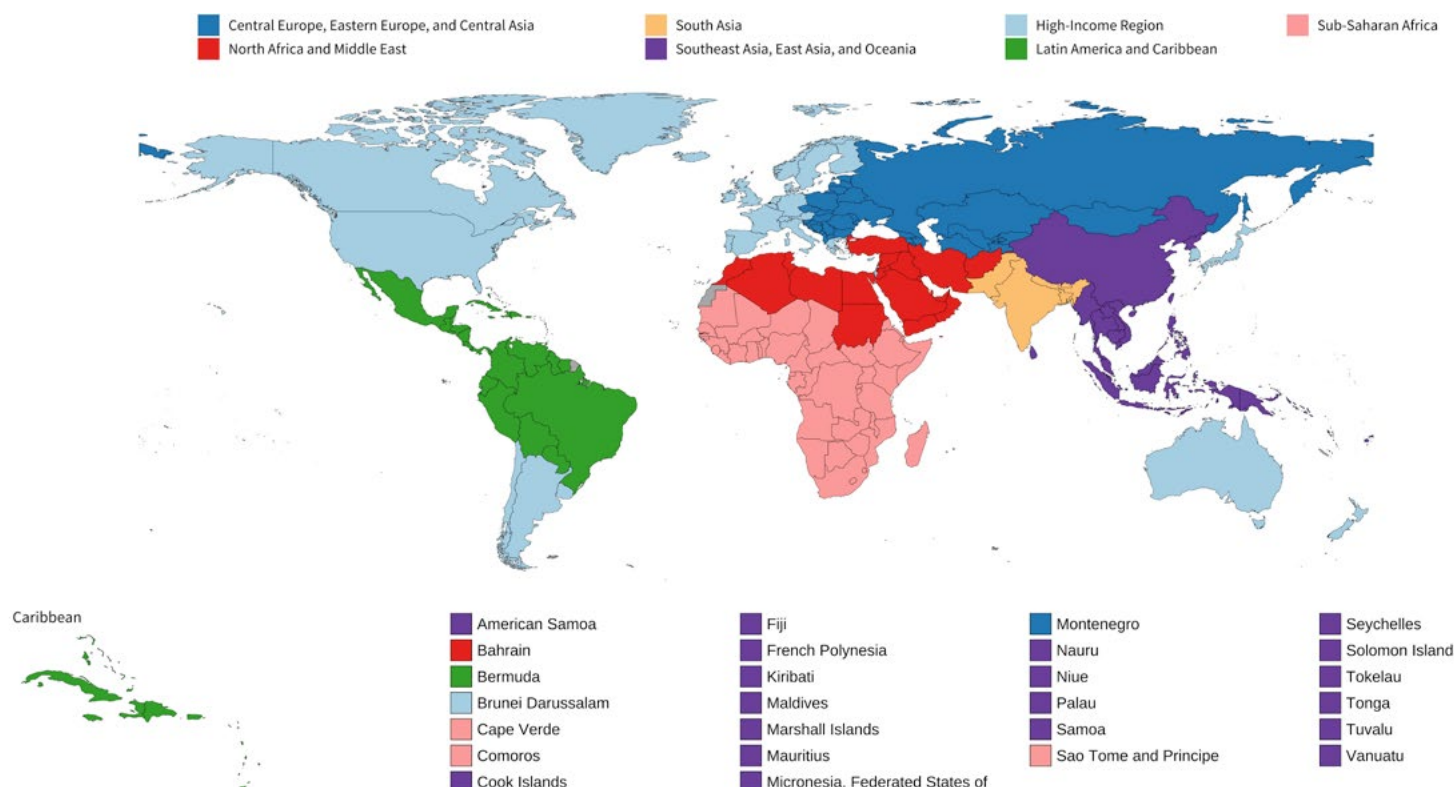 Central Europe, Eastern Europe, and Central Asia
South Asia
High-Income Region
Sub-Saharan Africa
North Africa and Middle East
Southeast Asia, East Asia, and Oceania
Latin America and Caribbean
Caribbean
American Samoa
Bahrain
Bermuda
Brunei Darussalam
Cape Verde
Comoros
Cook Islands
Fiji
French Polynesia
Kiribati
Maldives
Marshall Islands
Mauritius
Micronesia, Federated States of
Montenegro
Nauru
Niue
Palau
Samoa
Sao Tome and Principe
Seychelles
Solomon Island
Tokelau
Tonga
Tuvalu
Vanuatu